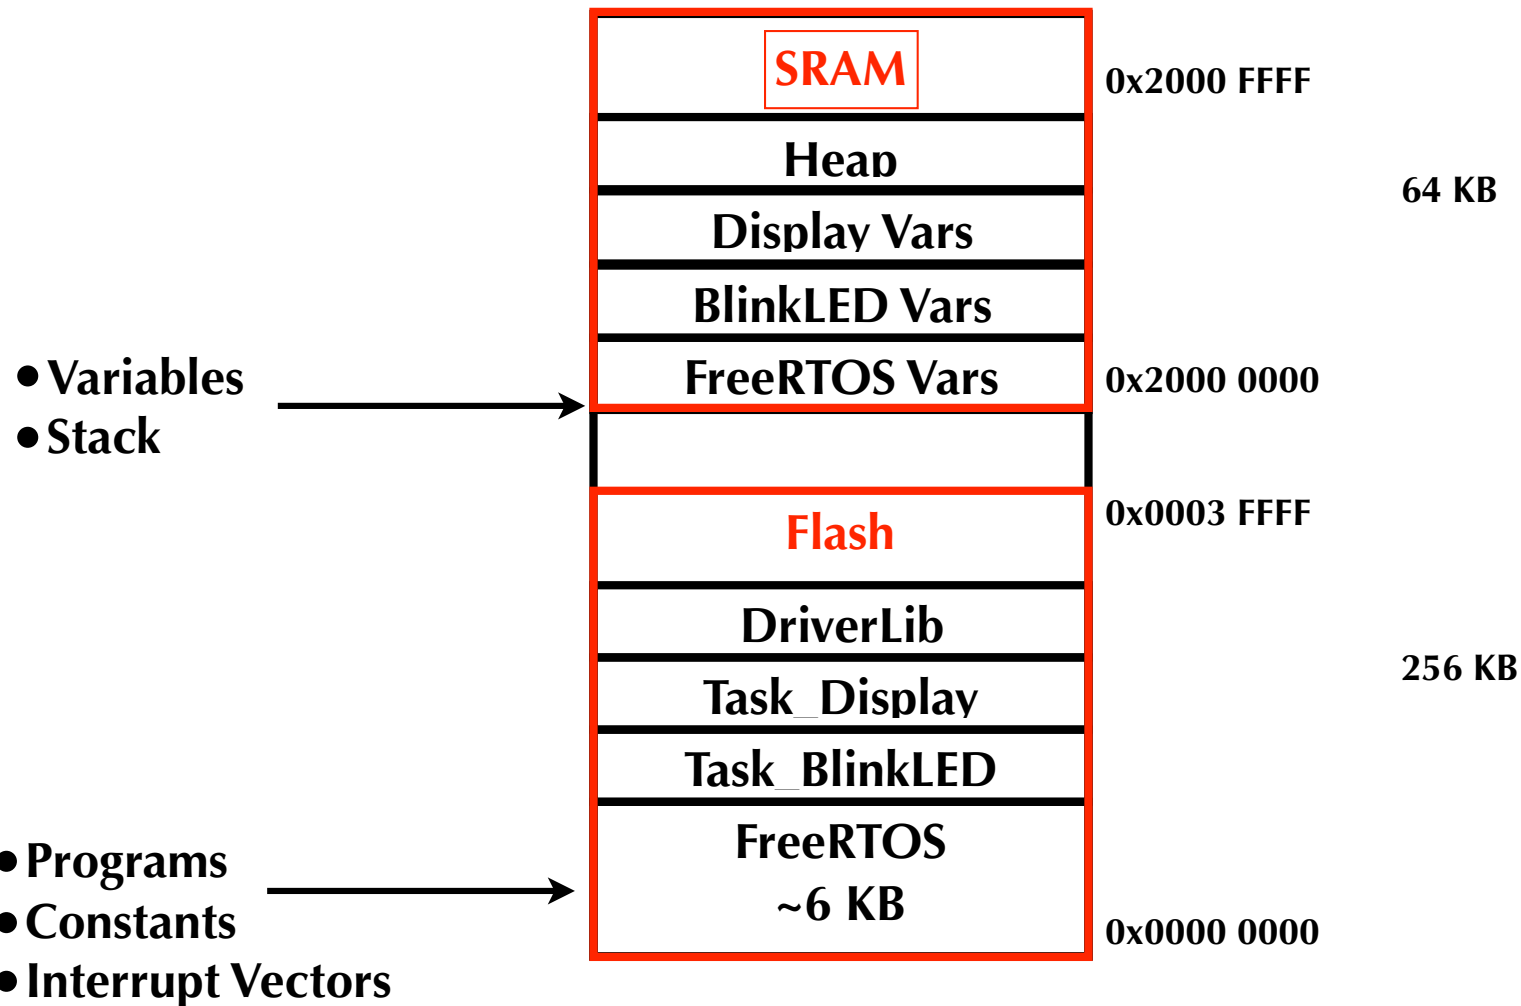 SRAM
0x2000 FFFF
Heap
64 KB
Display Vars
BlinkLED Vars
• Variables
• Stack
FreeRTOS Vars
0x2000 0000
Flash
0x0003 FFFF
DriverLib
256 KB
Task_Display
Task_BlinkLED
FreeRTOS
~6 KB
• Programs
• Constants
• Interrupt Vectors
0x0000 0000